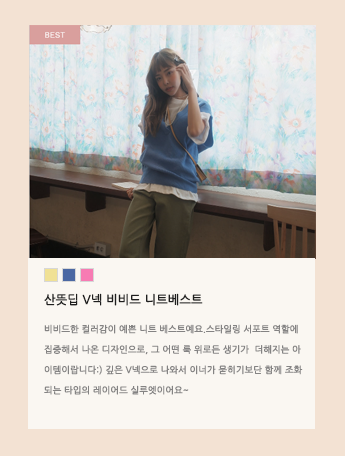 BEST
산뜻딥 V넥 비비드 니트베스트
비비드한 컬러감이 예쁜 니트 베스트예요.스타일링 서포트 역할에
집중해서 나온 디자인으로, 그 어떤 룩 위로든 생기가 더해지는 아
이템이랍니다:) 깊은 V넥으로 나와서 이너가 묻히기보단 함께 조화
되는 타입의 레이어드 실루엣이어요~